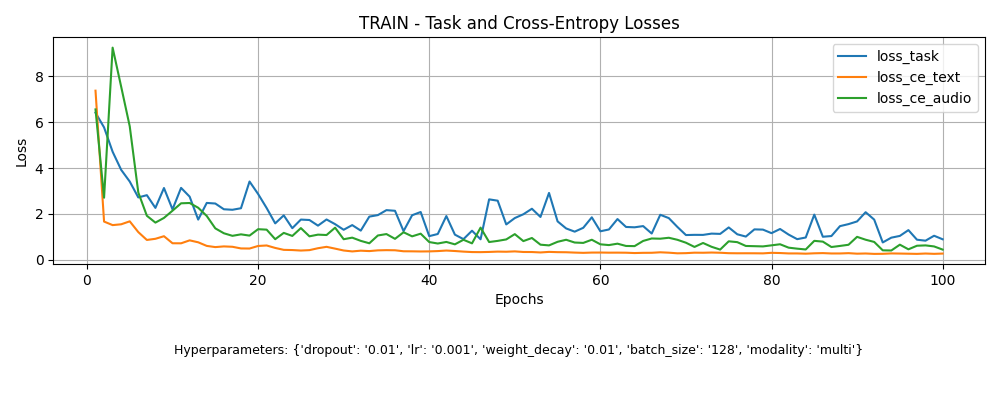 TRAIN - Task and Cross-Entropy Losses
loss_task
loss_ce_text
loss_ce_audio
Loss
8
6
4
2
0
0 20 40 60 80 100
Epochs
Hyperparameters: {'dropout': '0.01', 'lr': '0.001', 'weight_decay': '0.01', 'batch_size': '128', 'modality': 'multi'}